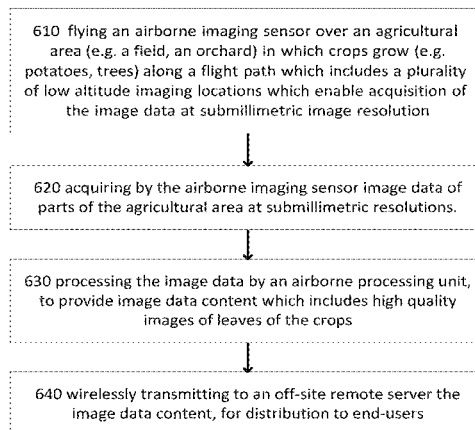 610 flying an airborne imaging sensor over an agricultural
area (e.g. a field, an orchard) in which crops grow (e.g.
potatoes, trees) along a flight path which includes a plurality
of low altitude imaging locations which enable acquisition of
the image data at submillimetric image resolution
620 acquiring by the airborne imaging sensor image data of
parts of the agricultural area at submillimetric resolutions.
630 processing the image data by an airborne processing unit,
to provide image data content which includes high quality
images of leaves of the crops
640 wirelessly transmitting to an off-site remote server the
image data content, for distribution to end-users